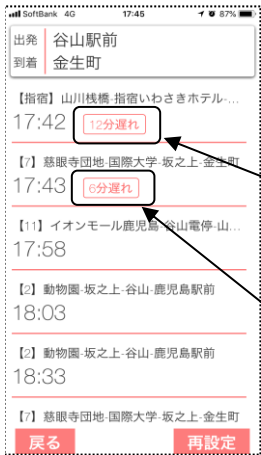 SoftBank 4G 17:45 87%
出発 谷山駅前
到着 金生町
【指宿】山川桟橋-指宿いわさきホテル-...
17:42 12分遅れ
【7】慈眼寺団地-国際大学-坂之上-金生町
17:43 6分遅れ
【11】イオンモール鹿児島-谷山電停-山...
17:58
【2】動物園-坂之上-谷山-鹿児島駅前
18:03
【2】動物園-坂之上-谷山-鹿児島駅前
18:33
【7】慈眼寺団地-国際大学-坂之上-金生町
戻る 再設定